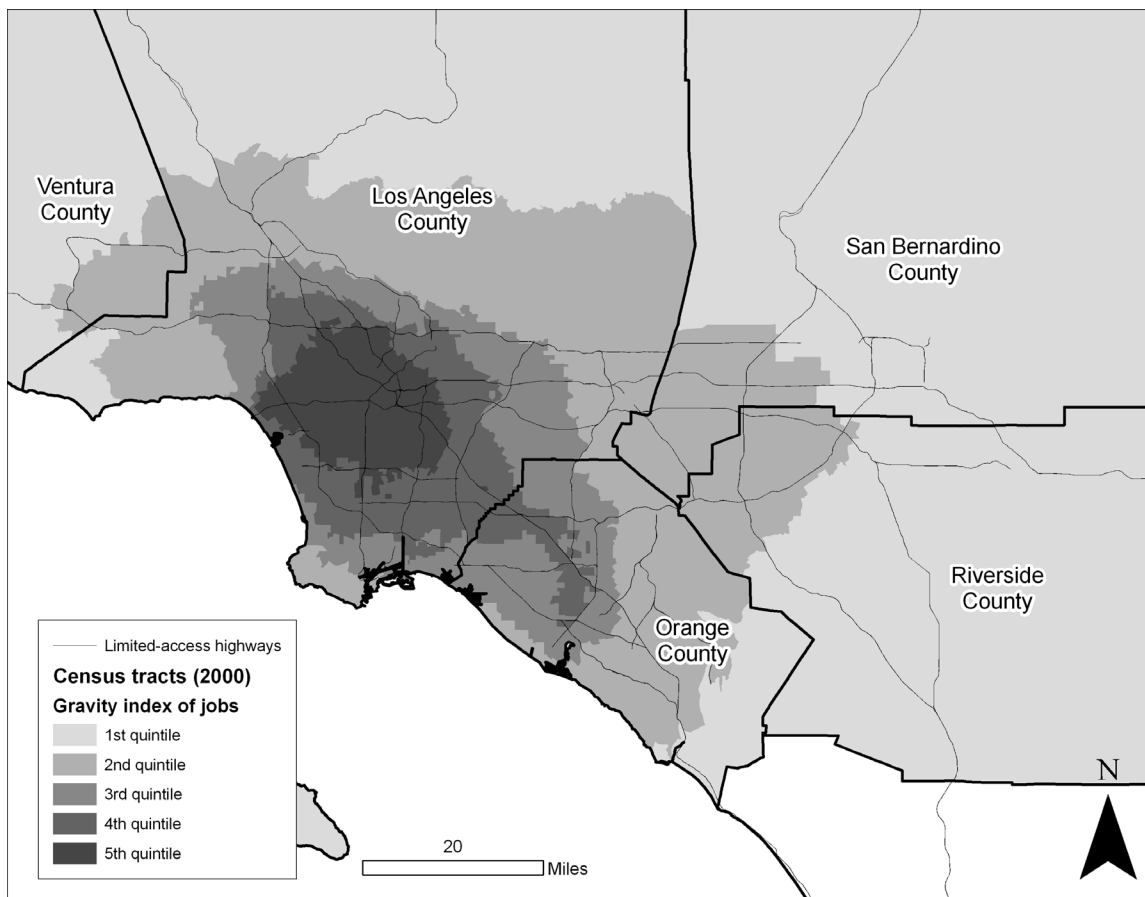 Ventura
County
Los Angeles
County
San Bernardino
County
Riverside
County
Orange
County
Limited-access highways
Census tracts (2000)
Gravity index of jobs
1st quintile
2nd quintile
3rd quintile
4th quintile
5th quintile
20
Miles
N